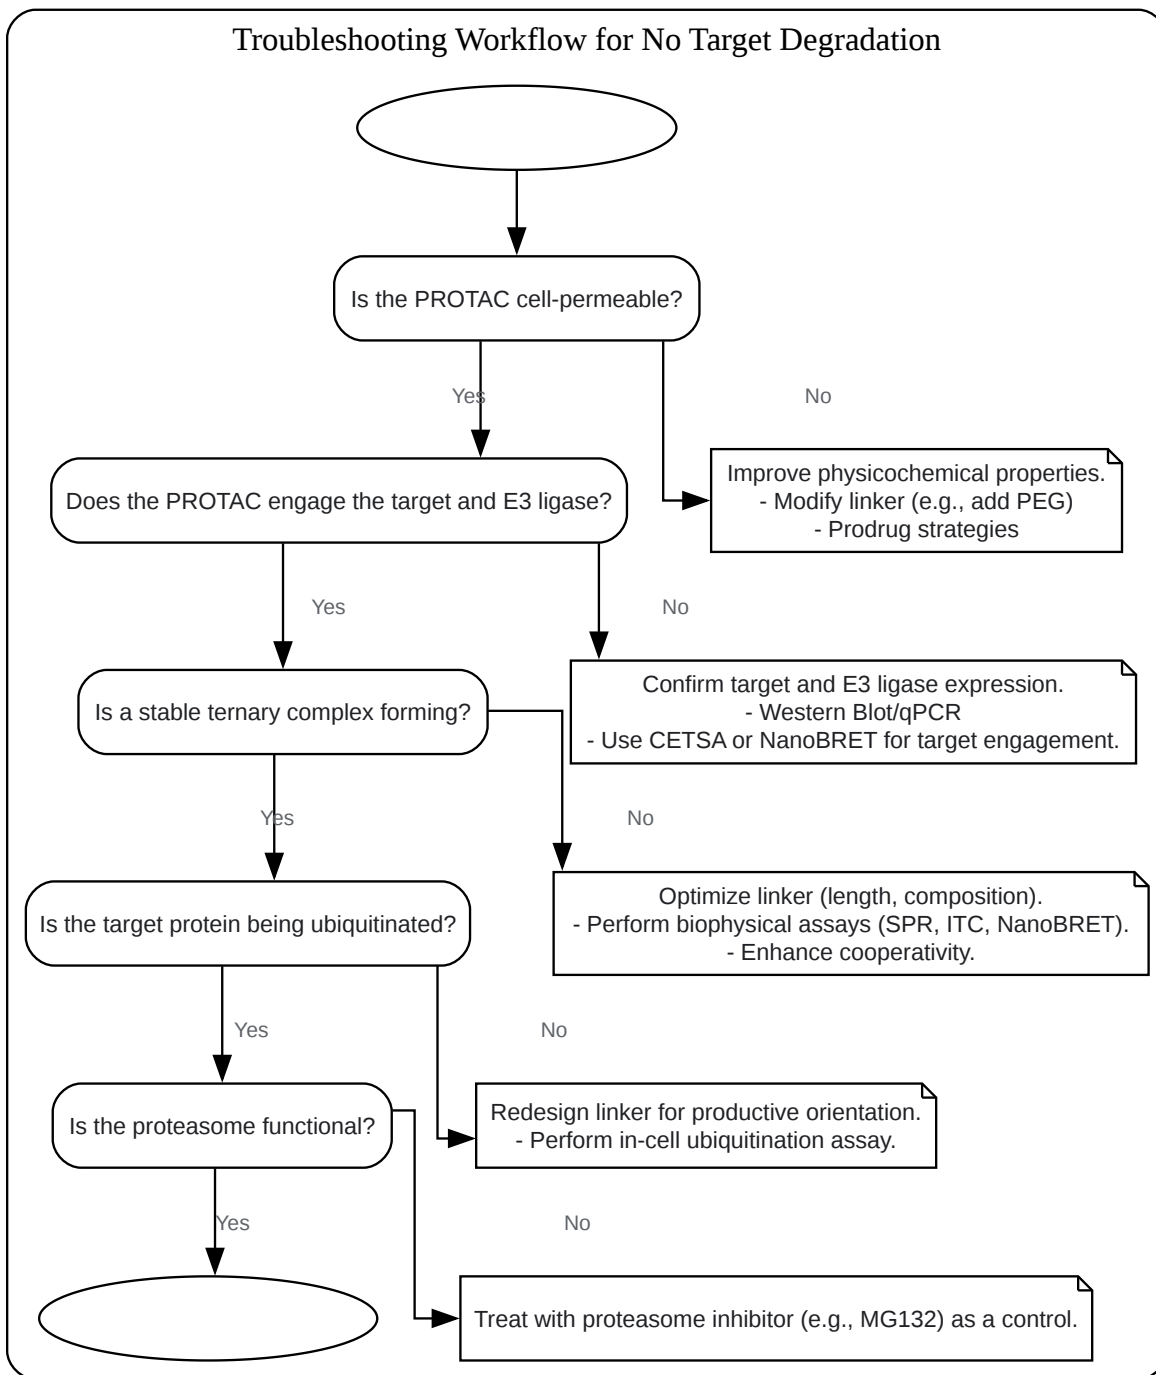 Troubleshooting Workflow for No Target Degradation
Is the PROTAC cell-permeable?
Yes
No
Improve physicochemical properties.
- Modify linker (e.g., add PEG)
- Prodrug strategies
Does the PROTAC engage the target and E3 ligase?
Yes
No
Confirm target and E3 ligase expression.
- Western Blot/qPCR
- Use CETSA or NanoBRET for target engagement.
Is a stable ternary complex forming?
Yes
No
Optimize linker (length, composition).
- Perform biophysical assays (SPR, ITC, NanoBRET).
- Enhance cooperativity.
Is the target protein being ubiquitinated?
Yes
No
Redesign linker for productive orientation.
- Perform in-cell ubiquitination assay.
Is the proteasome functional?
Yes
No
Treat with proteasome inhibitor (e.g., MG132) as a control.